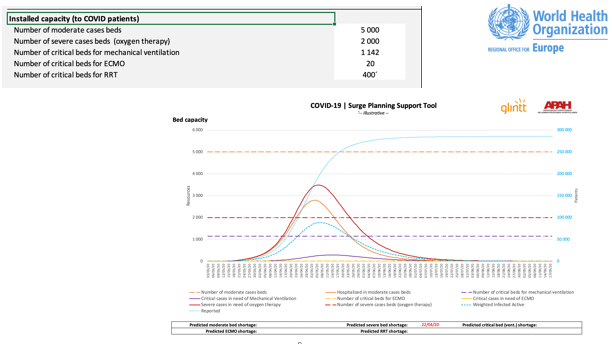 Installed capacity (to COVID patients)
Number of moderate cases beds 5 000
Number of severe cases beds (oxygen therapy) 2 000
Number of critical beds for mechanical ventilation 1 142
Number of critical beds for ECMO 20
Number of critical beds for RRT 400
World Health
Organization
REGIONAL OFFICE FOR Europe
COVID-19 | Surge Planning Support Tool
-- Illustrative --
glintt
APAH
Bed capacity
6 000 300 000
5 000 250 000
4 000 200 000
3 000 150 000
2 000 100 000
1 000 50 000
0 0
Resources
Patients
Number of moderate cases beds Hospitalized in moderate cases Number of critical beds for mechanical ventilation
Critical cases in need of Mechanical Ventilation Number of critical beds for ECMO Critical cases in need of ECMO
Severe cases in need of oxygen therapy Number of severe cases beds (oxygen therapy) Weighted Infected Active
Reported
Predicted moderate bed shortage: Predicted severe bed shortage: 22/04/20 Predicted critical bed (vent.) shortage:
Predicted ECMO shortage: Predicted RRT shortage: